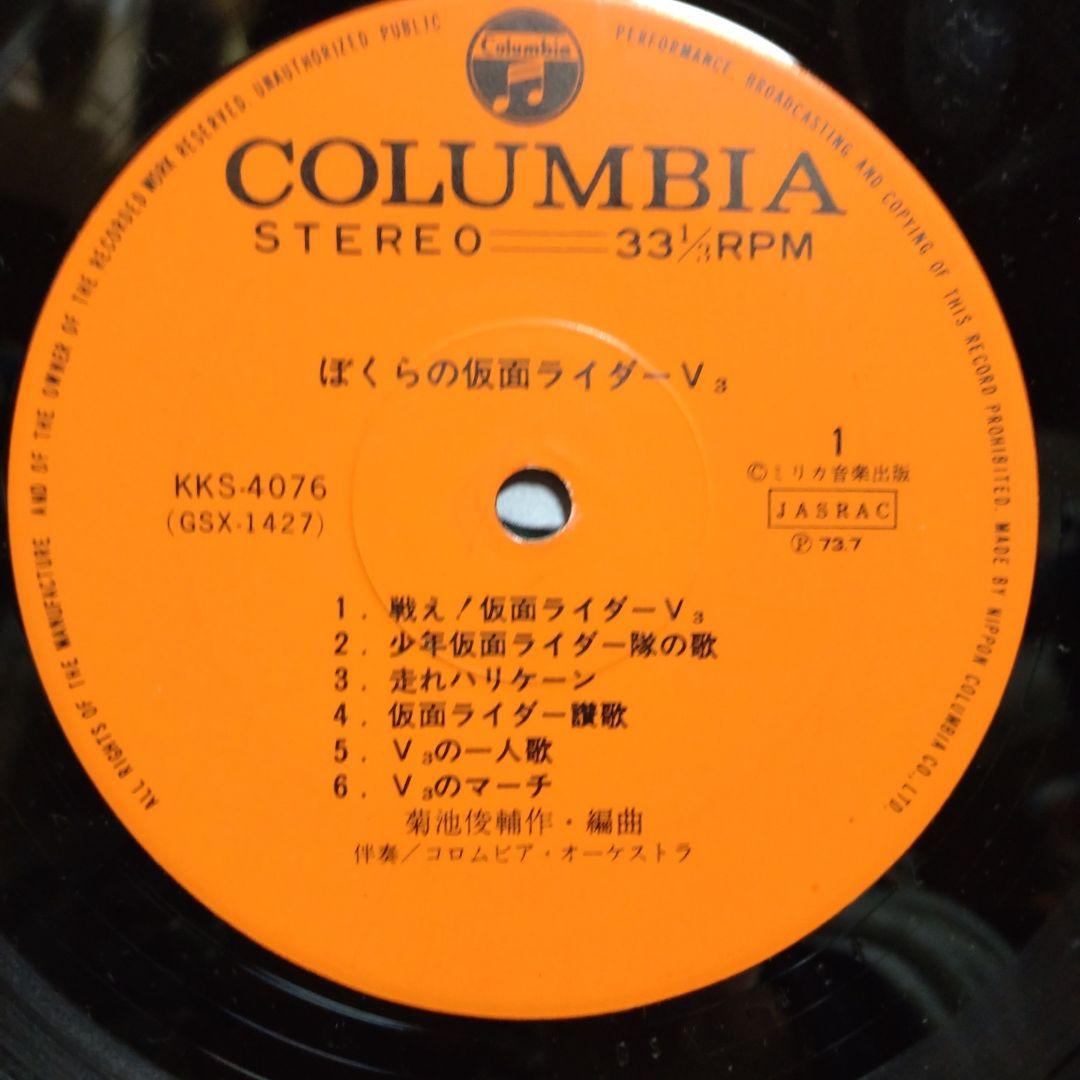 ALL RIGHTS OF THE MANUFACTURE AND OF THE OWNER OF THE RECORDED WORK RESERVED. UNAUTHORIZED PUBLIC PERFORMANCE, BROADCASTING AND COPYING OF THIS RECORD PROHIBITED. MADE BY NIPPON COLUMBIA CO., LTD.
Columbia
COLUMBIA
STEREO 33⅓RPM
ぼくらの仮面ライダーV₃
1
KKS-4076
(GSX-1427)
©ミリカ音楽出版
JASRAC
Ⓟ 73.7
1. 戦え!仮面ライダーV₃
2. 少年仮面ライダー隊の歌
3. 走れハリケーン
4. 仮面ライダー讃歌
5. V₃の一人歌
6. V₃のマーチ
菊池俊輔作・編曲
伴奏/コロムビア・オーケストラ